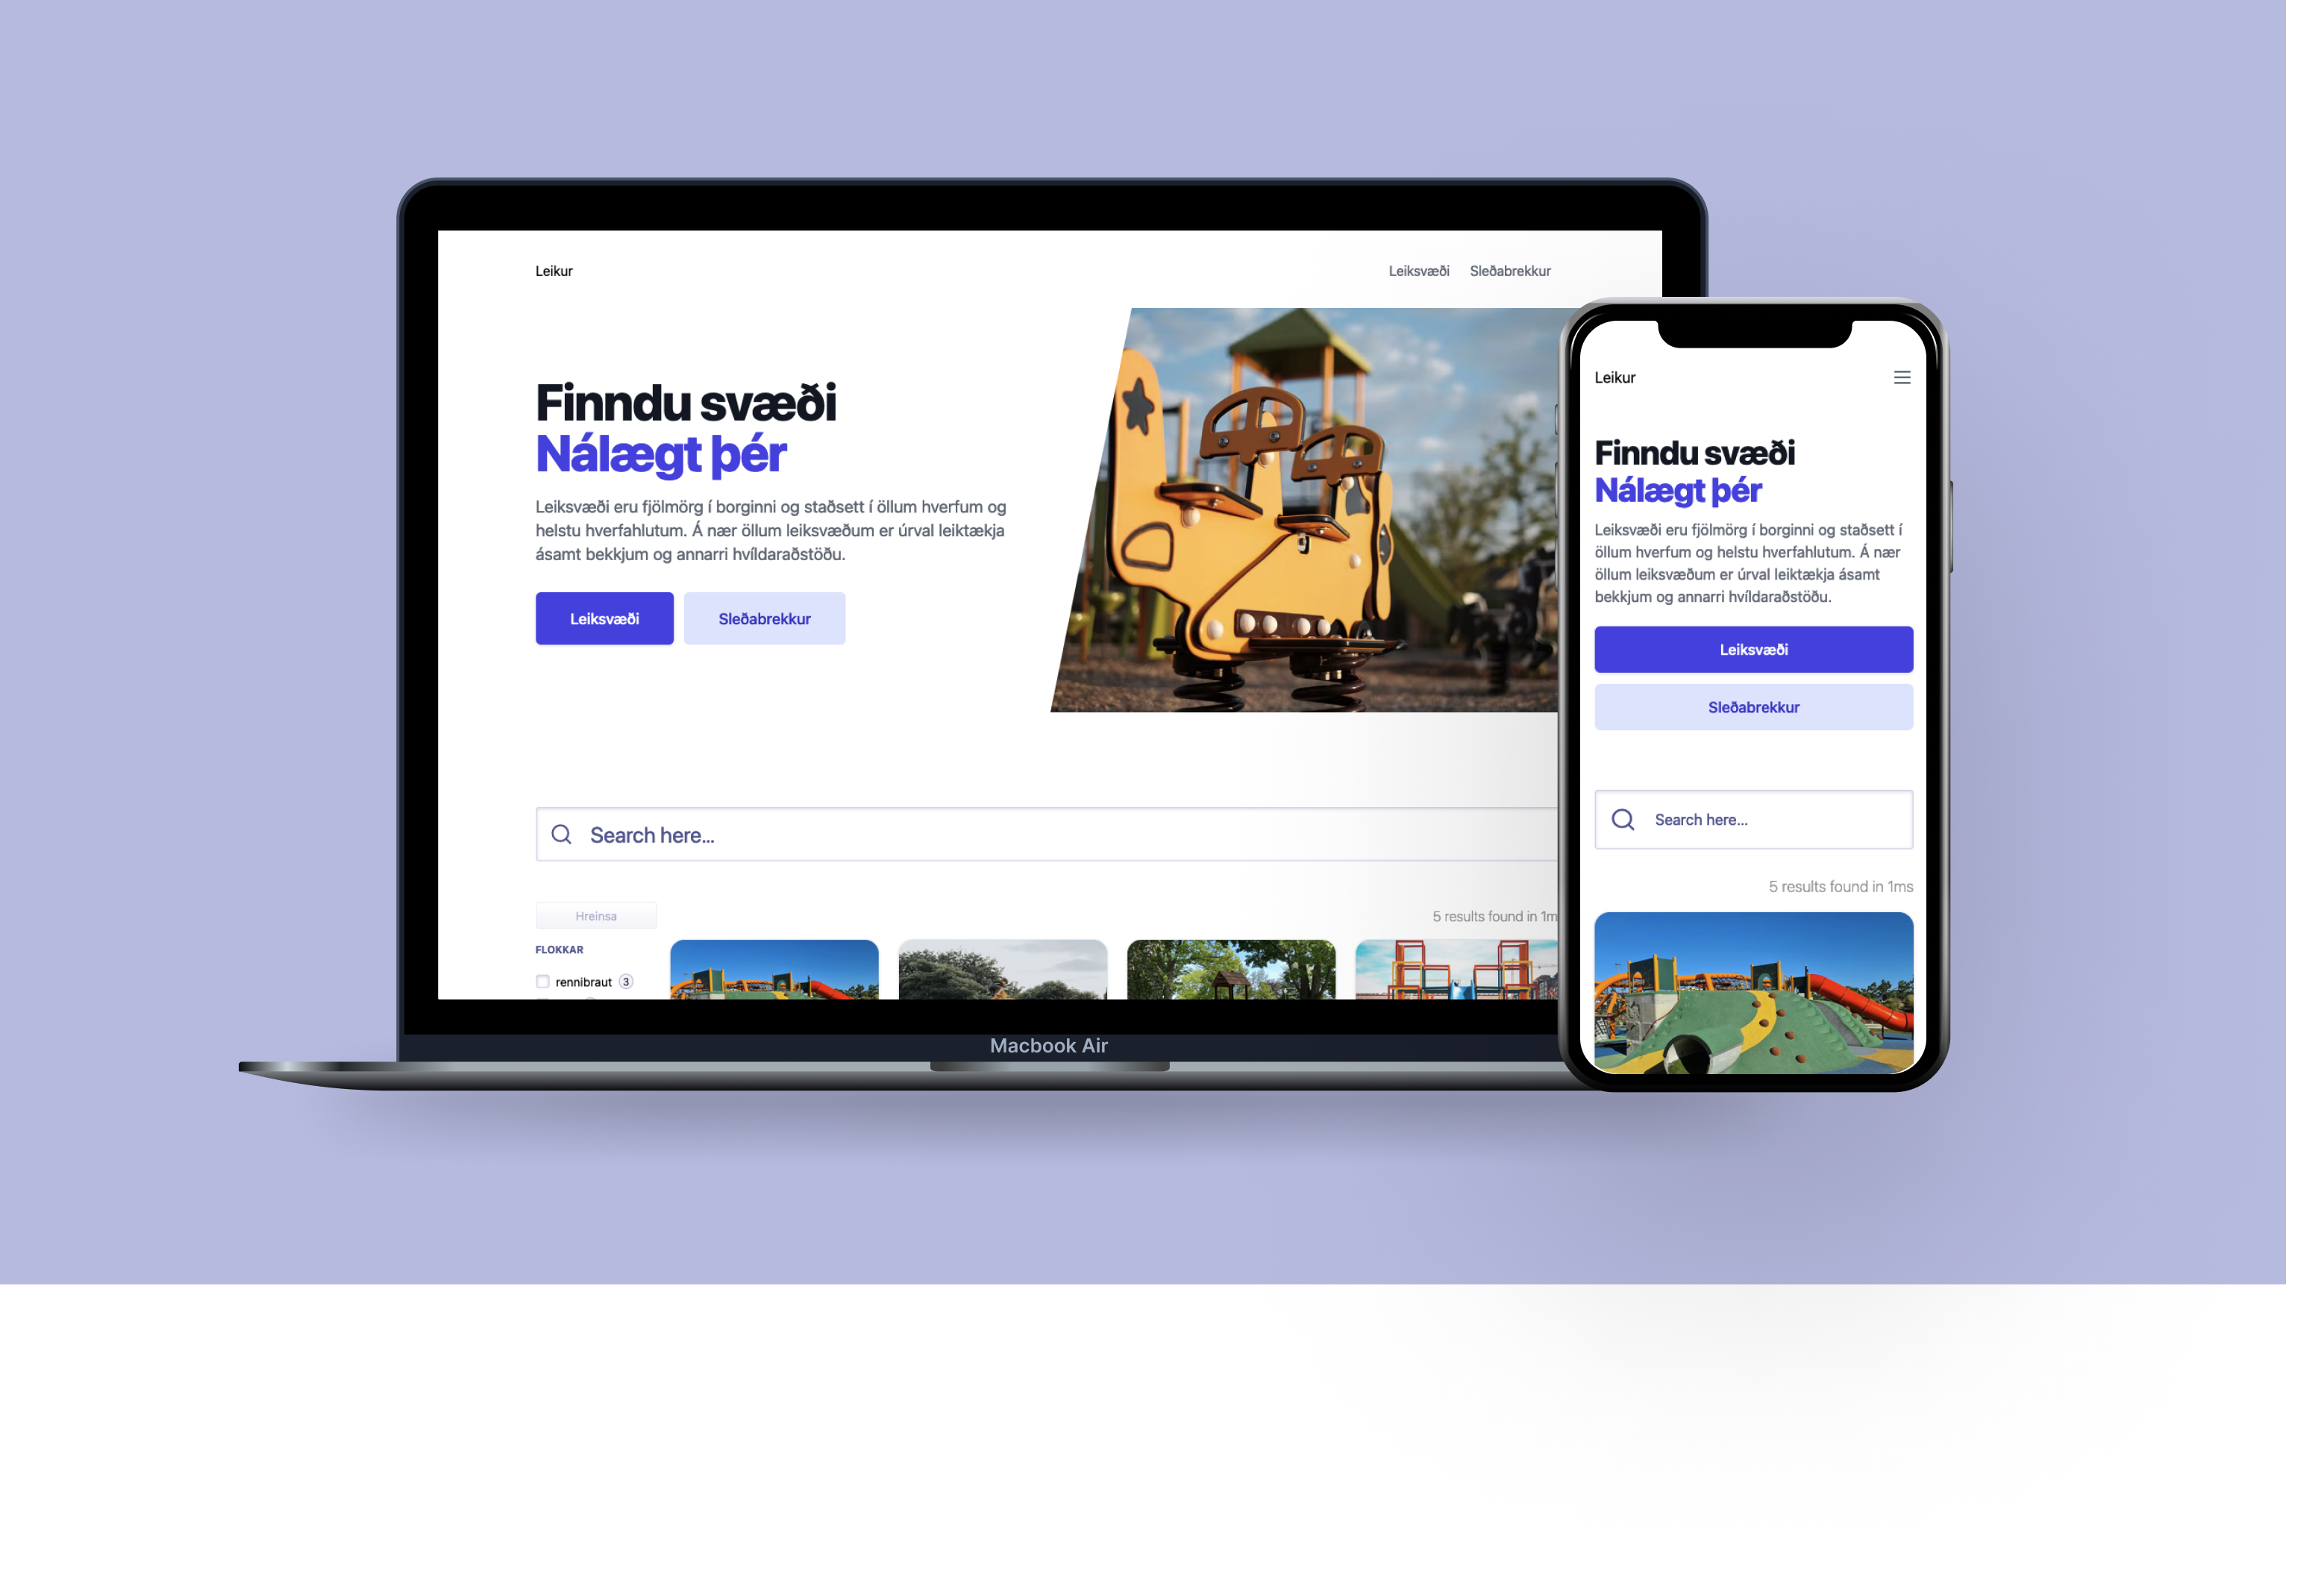 Leikur
Leiksvæði Sleðabrekkur
Finndu svæði
Nálægt þér
Leiksvæði eru fjölmörg í borginni og staðsett í öllum hverfum og
helstu hverfahlutum. Á nær öllum leiksvæðum er úrval leiktækja
ásamt bekkjum og annarri hvíldaraðstöðu.
Leiksvæði Sleðabrekkur
Search here...
Hreinsa
5 results found in 1m
FLOKKAR
rennibraut 3
Macbook Air
Leikur
Finndu svæði
Nálægt þér
Leiksvæði eru fjölmörg í borginni og staðsett í
öllum hverfum og helstu hverfahlutum. Á nær
öllum leiksvæðum er úrval leiktækja ásamt
bekkjum og annarri hvíldaraðstöðu.
Leiksvæði
Sleðabrekkur
Search here...
5 results found in 1ms